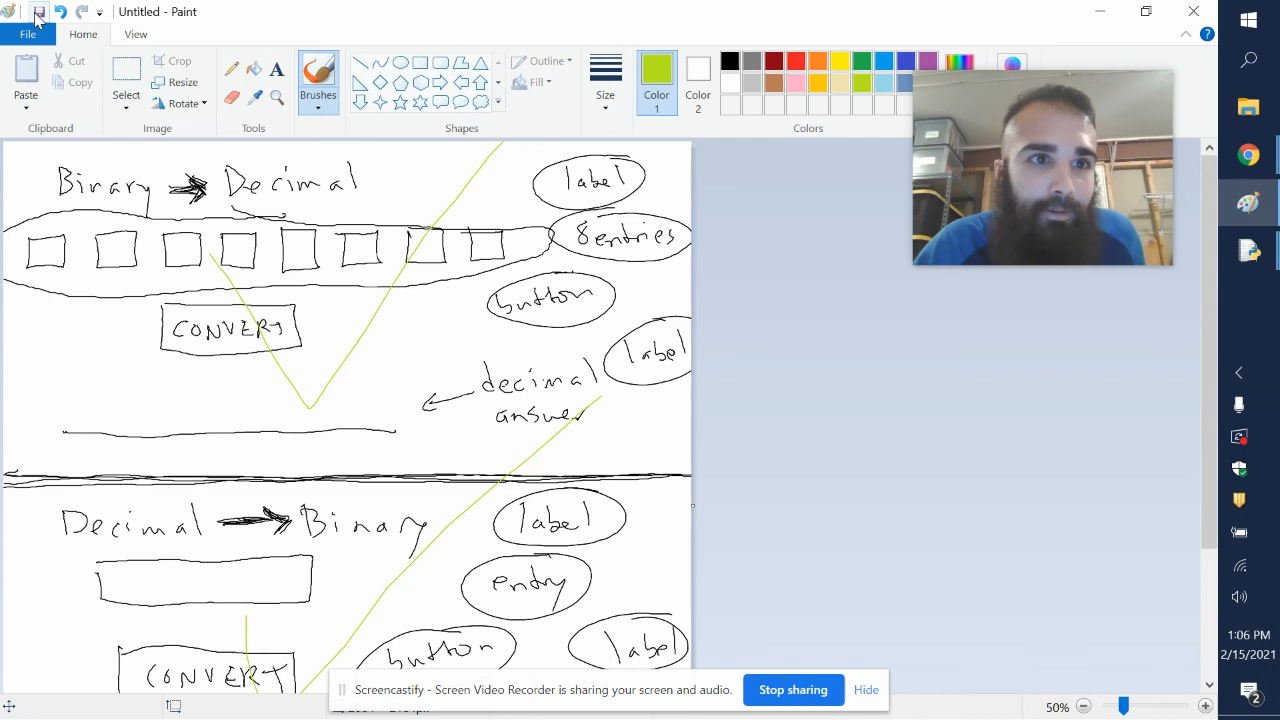 Untitled - Paint
File
Home
View
Paste
Cut
Copy
Clipboard
Select
Crop
Resize
Rotate
Image
Tools
Brushes
Outline
Fill
Shapes
Size
Color
1
Color
2
Colors
Binary Decimal
label
8 entries
button
CONVERT
label
decimal
answer
Decimal Binary
label
entry
button
label
CONVERT
Screencastify - Screen Video Recorder is sharing your screen and audio.
Stop sharing
Hide
50%
1:06 PM
2/15/2021
2